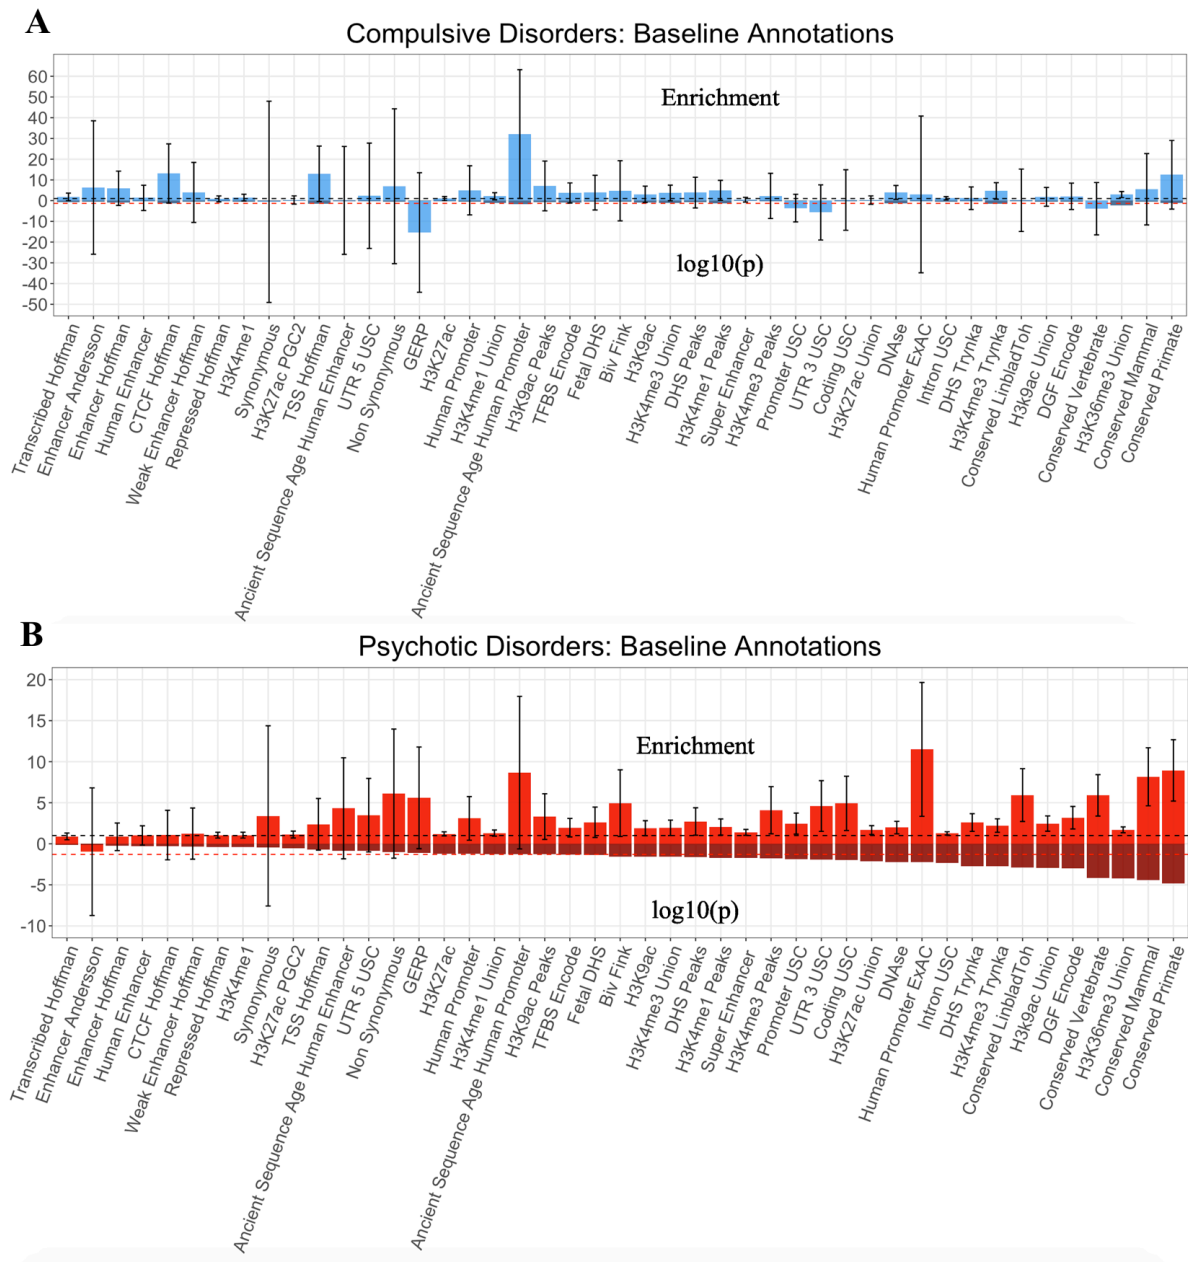 A
Compulsive Disorders: Baseline Annotations
60
50
40
30
20
10
0
-10
-20
-30
-40
-50
Enrichment
log10(p)
Transcribed Hoffman
Enhancer Andersson
Enhancer Hoffman
Human Enhancer
CTCF Hoffman
Weak Enhancer Hoffman
Repressed Hoffman
H3K4me1
Synonymous
H3K27ac PGC2
TSS Hoffman
Ancient Sequence Age Human Enhancer
UTR 5 USC
Non Synonymous
GERP
H3K27ac
Human Promoter
H3K4me1 Union
Ancient Sequence Age Human Promoter
H3K9ac Peaks
TFBS Encode
Fetal DHS
Biv Fink
H3K9ac
H3K4me3 Union
DHS Peaks
H3K4me1 Peaks
Super Enhancer
H3K4me3 Peaks
Promoter USC
UTR 3 USC
Coding USC
H3K27ac Union
DNAse
Human Promoter ExAC
Intron USC
DHS Trynka
H3K4me3 Trynka
Conserved LinbladToh
H3k9ac Union
DGF Encode
Conserved Vertebrate
H3K36me3 Union
Conserved Mammal
Conserved Primate
B
Psychotic Disorders: Baseline Annotations
20
15
10
5
0
-5
-10
Enrichment
log10(p)
Transcribed Hoffman
Enhancer Andersson
Enhancer Hoffman
Human Enhancer
CTCF Hoffman
Weak Enhancer Hoffman
Repressed Hoffman
H3K4me1
Synonymous
H3K27ac PGC2
TSS Hoffman
Ancient Sequence Age Human Enhancer
UTR 5 USC
Non Synonymous
GERP
H3K27ac
Human Promoter
H3K4me1 Union
Ancient Sequence Age Human Promoter
H3K9ac Peaks
TFBS Encode
Fetal DHS
Biv Fink
H3K9ac
H3K4me3 Union
DHS Peaks
H3K4me1 Peaks
Super Enhancer
H3K4me3 Peaks
Promoter USC
UTR 3 USC
Coding USC
H3K27ac Union
DNAse
Human Promoter ExAC
Intron USC
DHS Trynka
H3K4me3 Trynka
Conserved LinblaToh
H3k9ac Union
DGF Encode
Conserved Vertebrate
H3K36me3 Union
Conserved Mammal
Conserved Primate